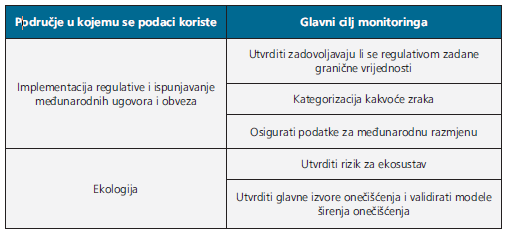 Područje u kojemu se podaci koriste
Glavni cilj monitoringa
Implementacija regulative i ispunjavanje
međunarodnih ugovora i obveza
Utvrditi zadovoljavaju li se regulativom zadane
granične vrijednosti
Kategorizacija kakvoće zraka
Osigurati podatke za međunarodnu razmjenu
Ekologija
Utvrditi rizik za ekosustav
Utvrditi glavne izvore onečišćenja i validirati modele
širenja onečišćenja